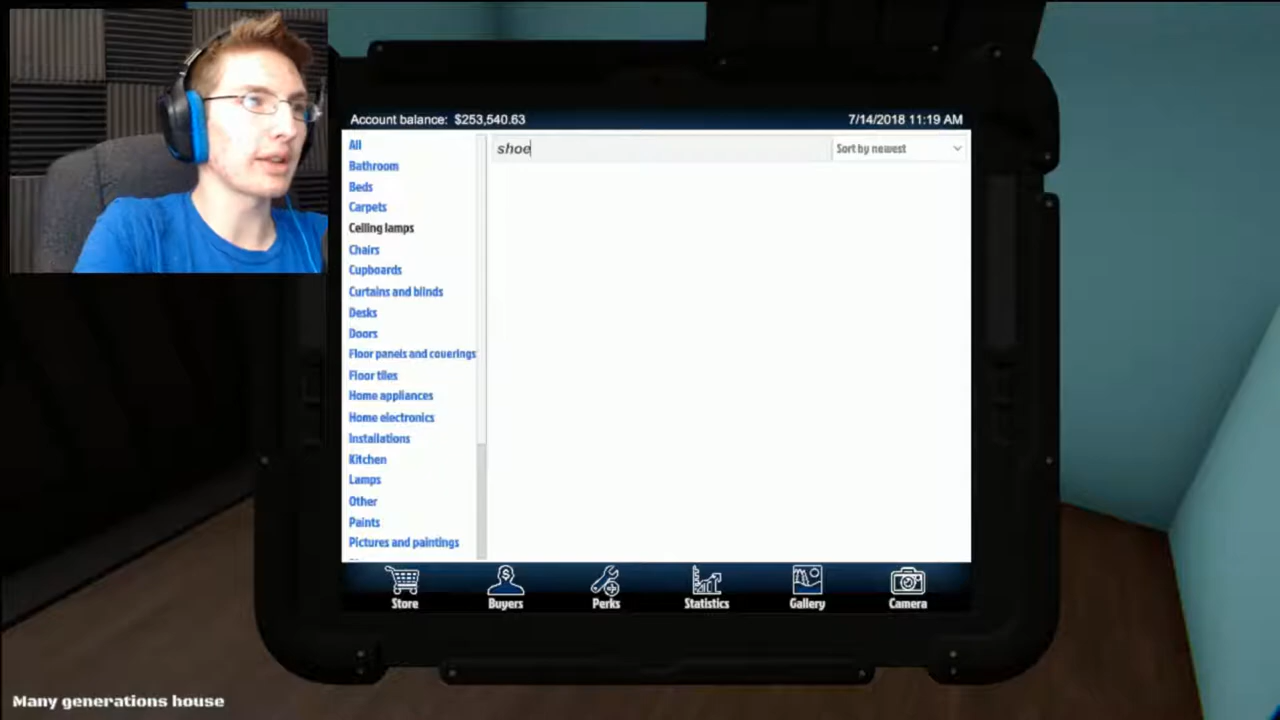 Account balance: $253,540.63
7/14/2018 11:19 AM
All
Bathroom
Beds
Carpets
Ceiling lamps
Chairs
Cupboards
Curtains and blinds
Desks
Doors
Floor panels and coverings
Floor tiles
Home appliances
Home electronics
Installations
Kitchen
Lamps
Other
Paints
Pictures and paintings
shoe
Sort by newest
Store
Buyers
Perks
Statistics
Gallery
Camera
Many generations house